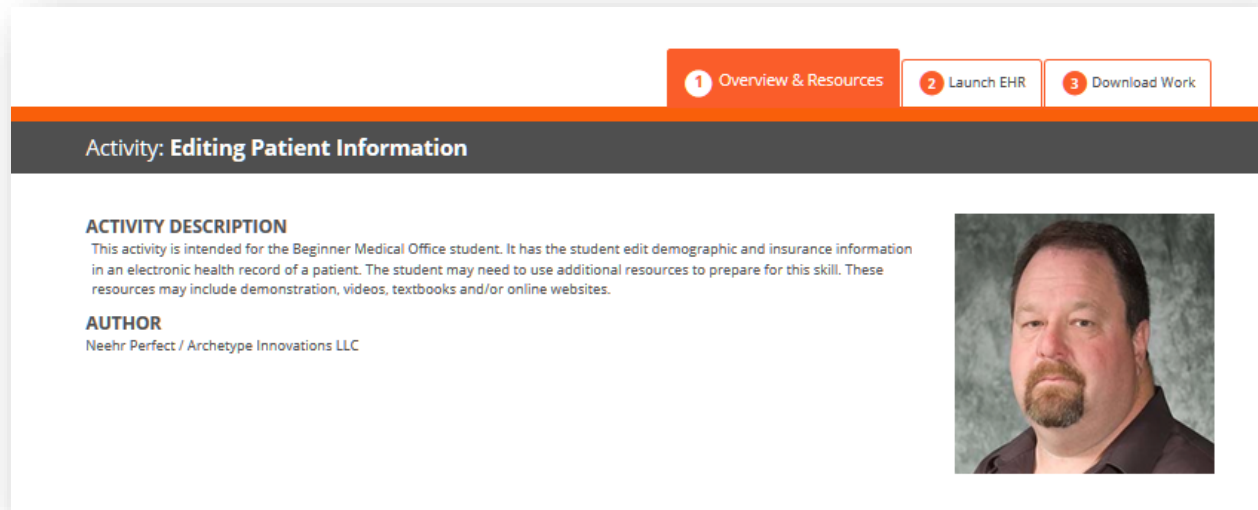 1 Overview & Resources
2 Launch EHR
3 Download Work
Activity: Editing Patient Information
ACTIVITY DESCRIPTION
This activity is intended for the Beginner Medical Office student. It has the student edit demographic and insurance information
in an electronic health record of a patient. The student may need to use additional resources to prepare for this skill. These
resources may include demonstration, videos, textbooks and/or online websites.
AUTHOR
Neehr Perfect / Archetype Innovations LLC